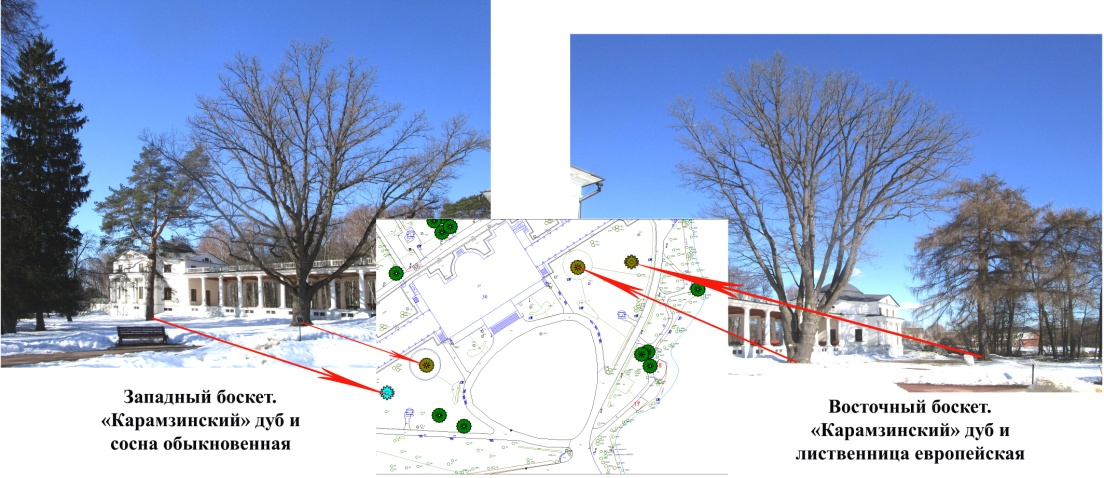 Западный боскет.
«Карамзинский» дуб и
сосна обыкновенная
Восточный боскет.
«Карамзинский» дуб и
лиственница европейская